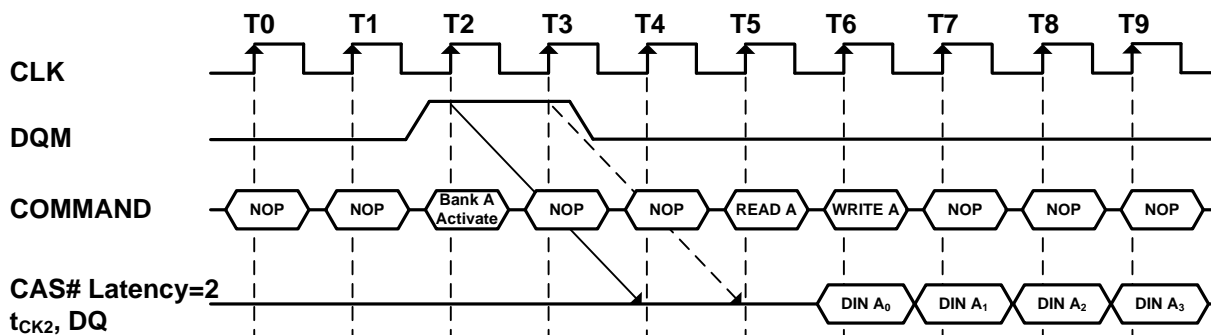 T0 T1 T2 T3 T4 T5 T6 T7 T8 T9
CLK
DQM
COMMAND NOP NOP Bank A Activate NOP NOP READ A WRITE A NOP NOP NOP
CAS# Latency=2
tCK2, DQ DIN A0 DIN A1 DIN A2 DIN A3